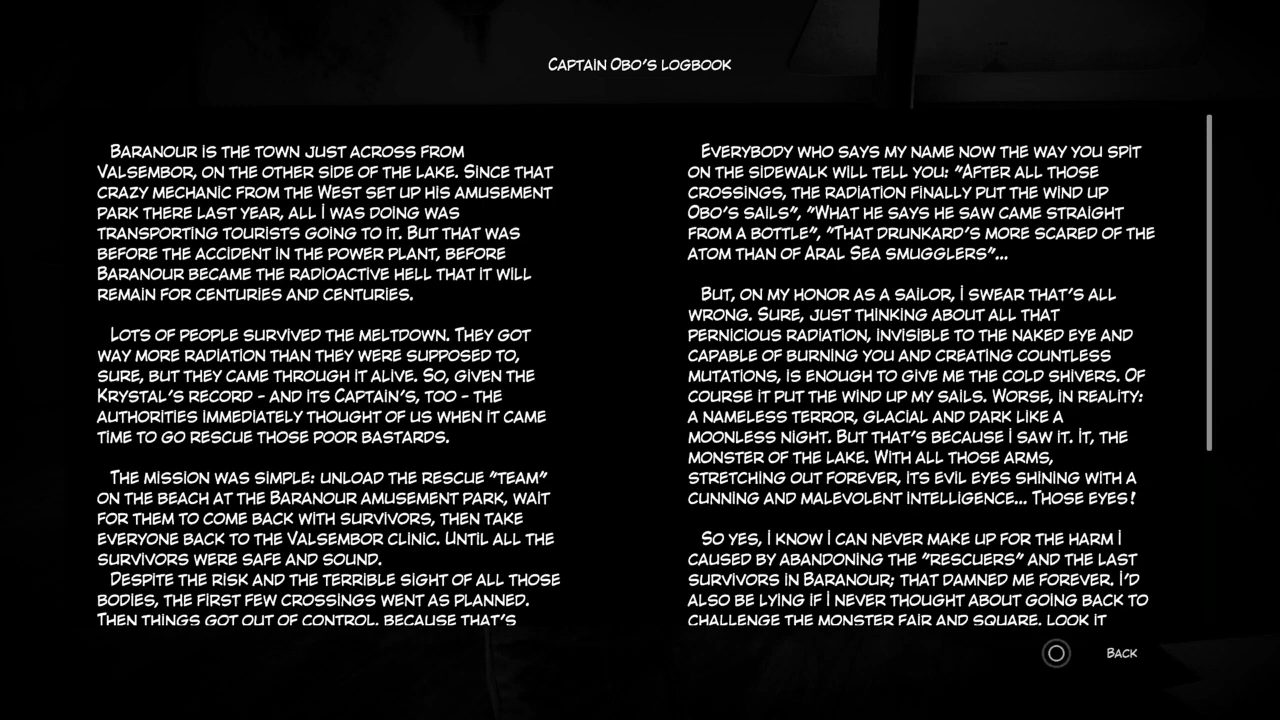 Captain Obo's logbook
Baranour is the town just across from
Valsembor, on the other side of the lake. Since that
crazy mechanic from the West set up his amusement
park there last year, all I was doing was
transporting tourists going to it. But that was
before the accident in the power plant, before
Baranour became the radioactive hell that it will
remain for centuries and centuries.
Lots of people survived the meltdown. They got
way more radiation than they were supposed to,
sure, but they came through it alive. So, given the
Krystal's record - and its Captain's, too - the
authorities immediately thought of us when it came
time to go rescue those poor bastards.
The mission was simple: unload the rescue "team"
on the beach at the Baranour amusement park, wait
for them to come back with survivors, then take
everyone back to the Valsembor clinic. Until all the
survivors were safe and sound.
Despite the risk and the terrible sight of all those
bodies, the first few crossings went as planned.
Then things got out of control, because that's
Everybody who says my name now the way you spit
on the sidewalk will tell you: "After all those
crossings, the radiation finally put the wind up
Obo's sails", "What he says he saw came straight
from a bottle", "That drunkard's more scared of the
atom than of Aral Sea smugglers"...
But, on my honor as a sailor, I swear that's all
wrong. Sure, just thinking about all that
pernicious radiation, invisible to the naked eye and
capable of burning you and creating countless
mutations, is enough to give me the cold shivers. Of
course it put the wind up my sails. Worse, in reality:
a nameless terror, glacial and dark like a
moonless night. But that's because I saw it. It, the
monster of the lake. With all those arms,
stretching out forever, its evil eyes shining with a
cunning and malevolent intelligence... Those eyes!
So yes, I know I can never make up for the harm I
caused by abandoning the "rescuers" and the last
survivors in Baranour; that damned me forever. I'd
also be lying if I never thought about going back to
challenge the monster fair and square. Look it
Back